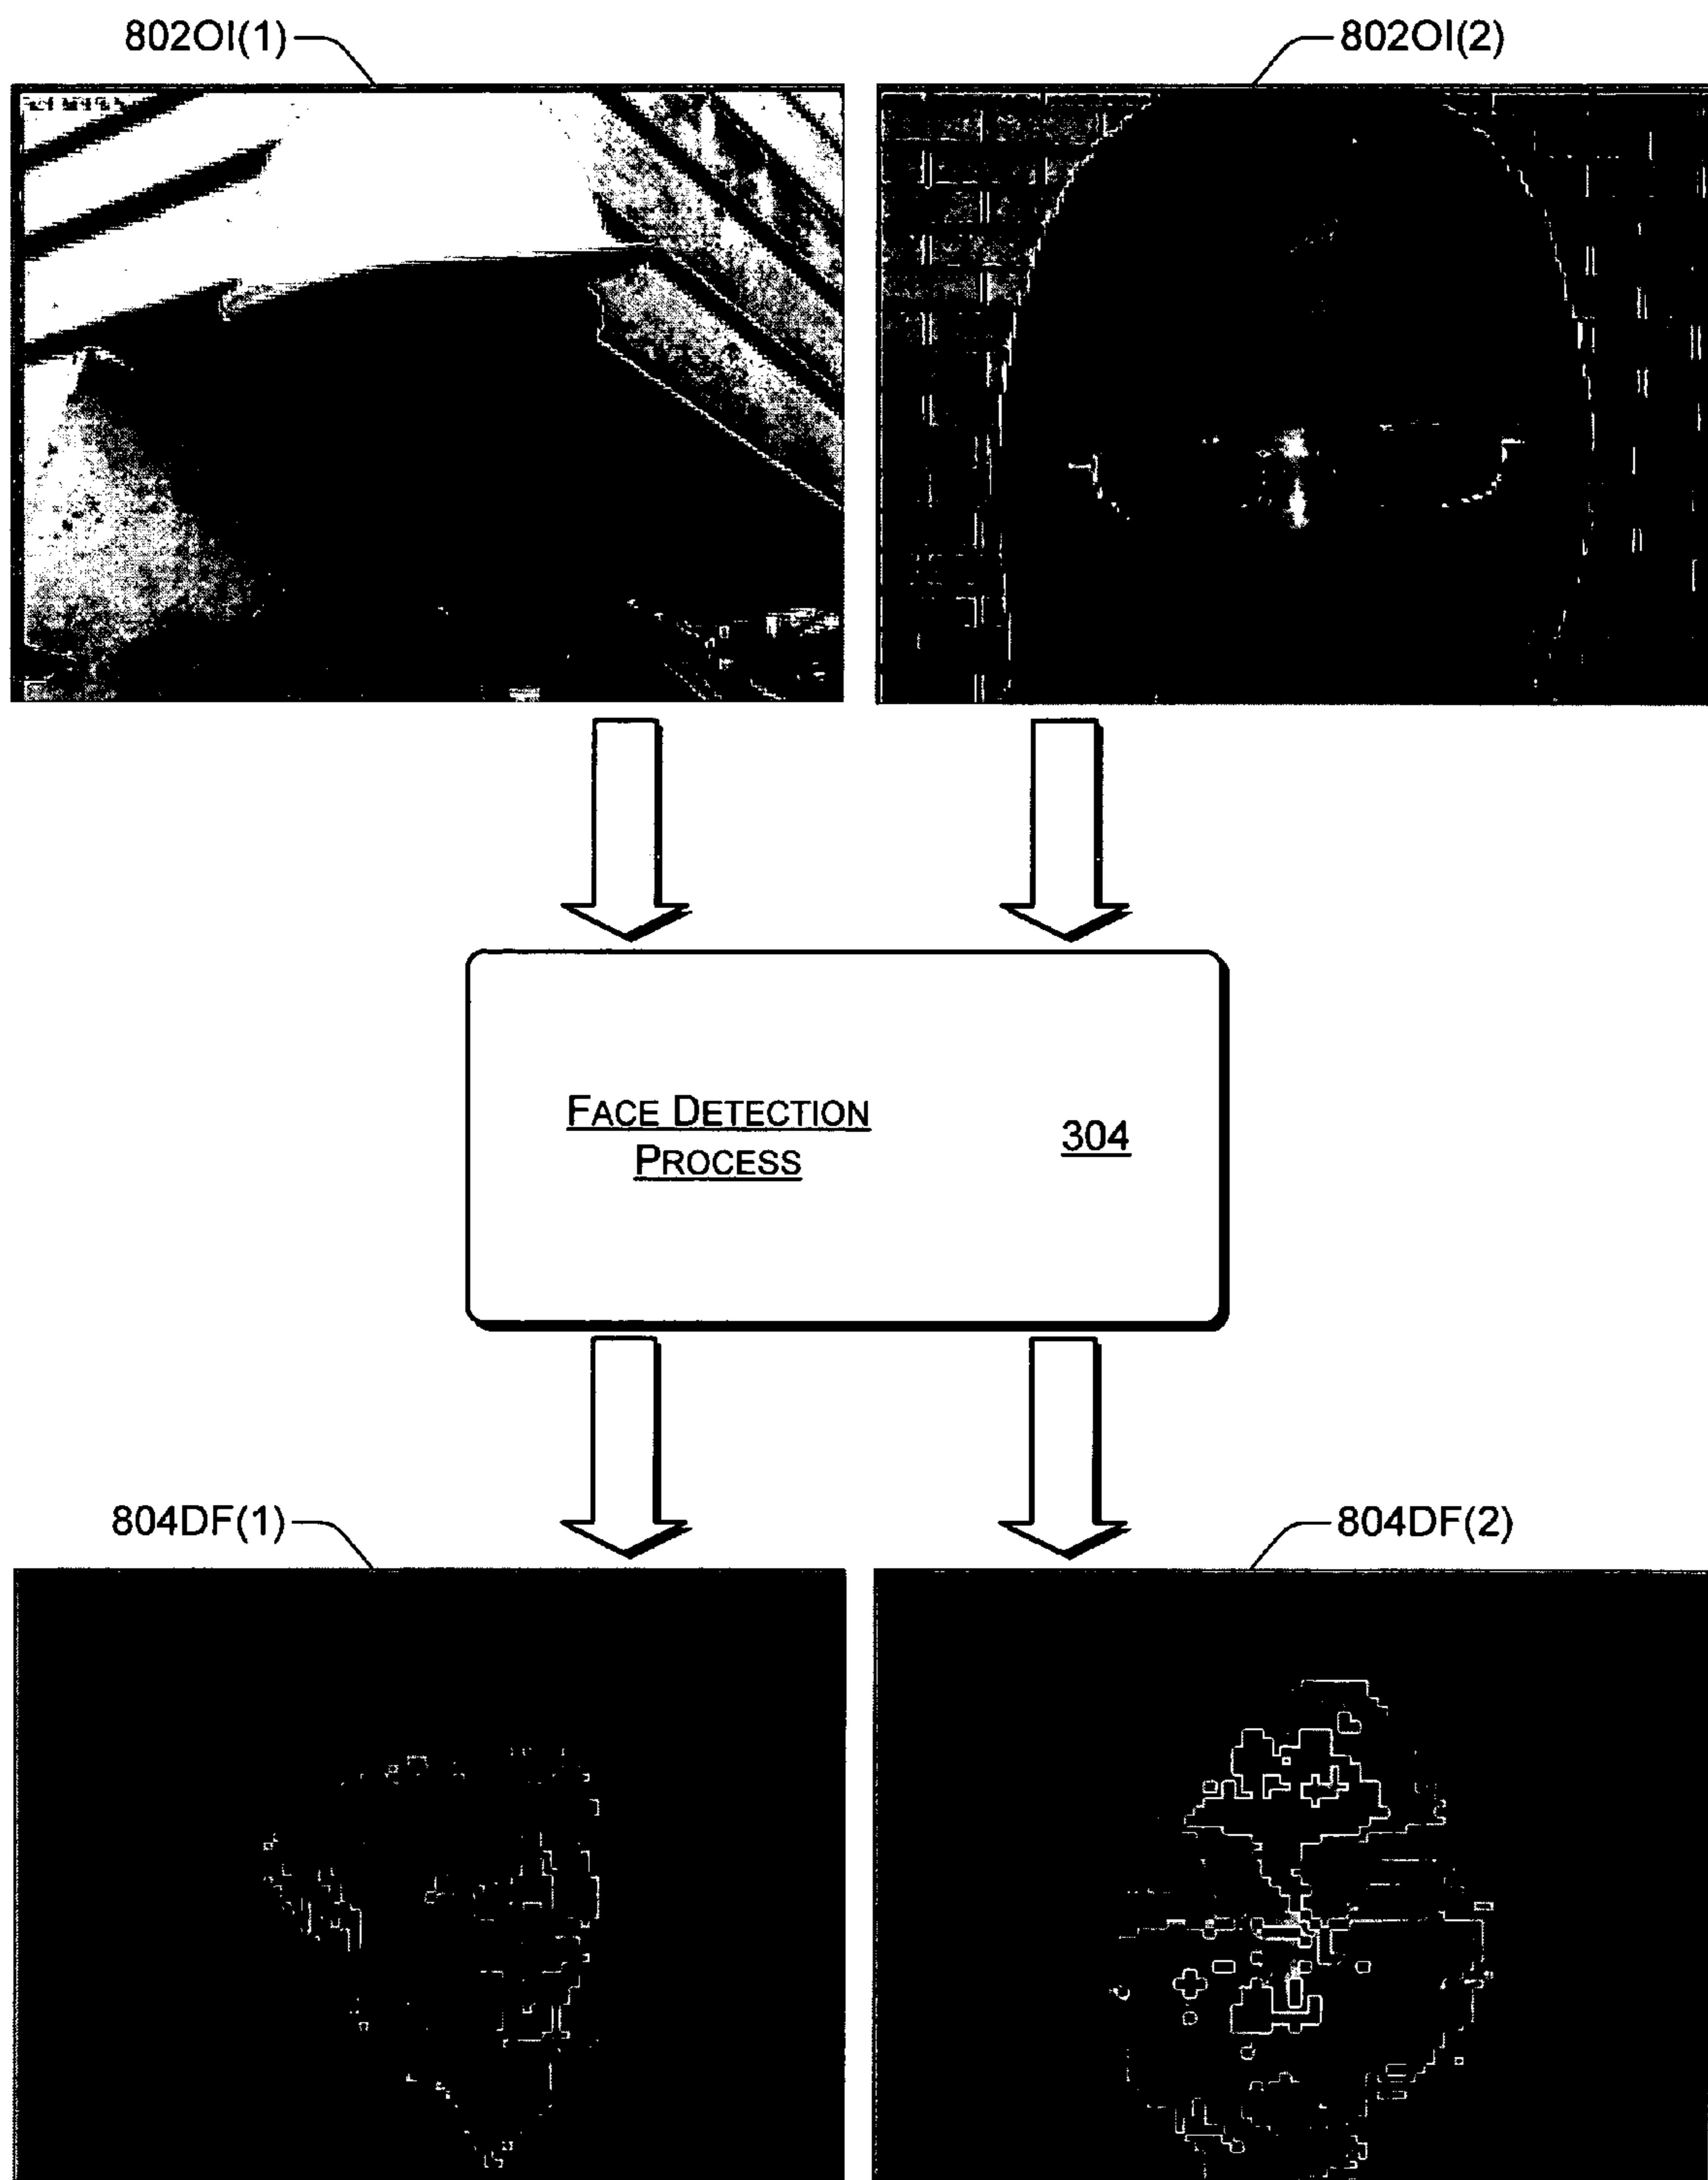 802OI(1)
802OI(2)
FACE DETECTION
PROCESS
304
804DF(1)
804DF(2)